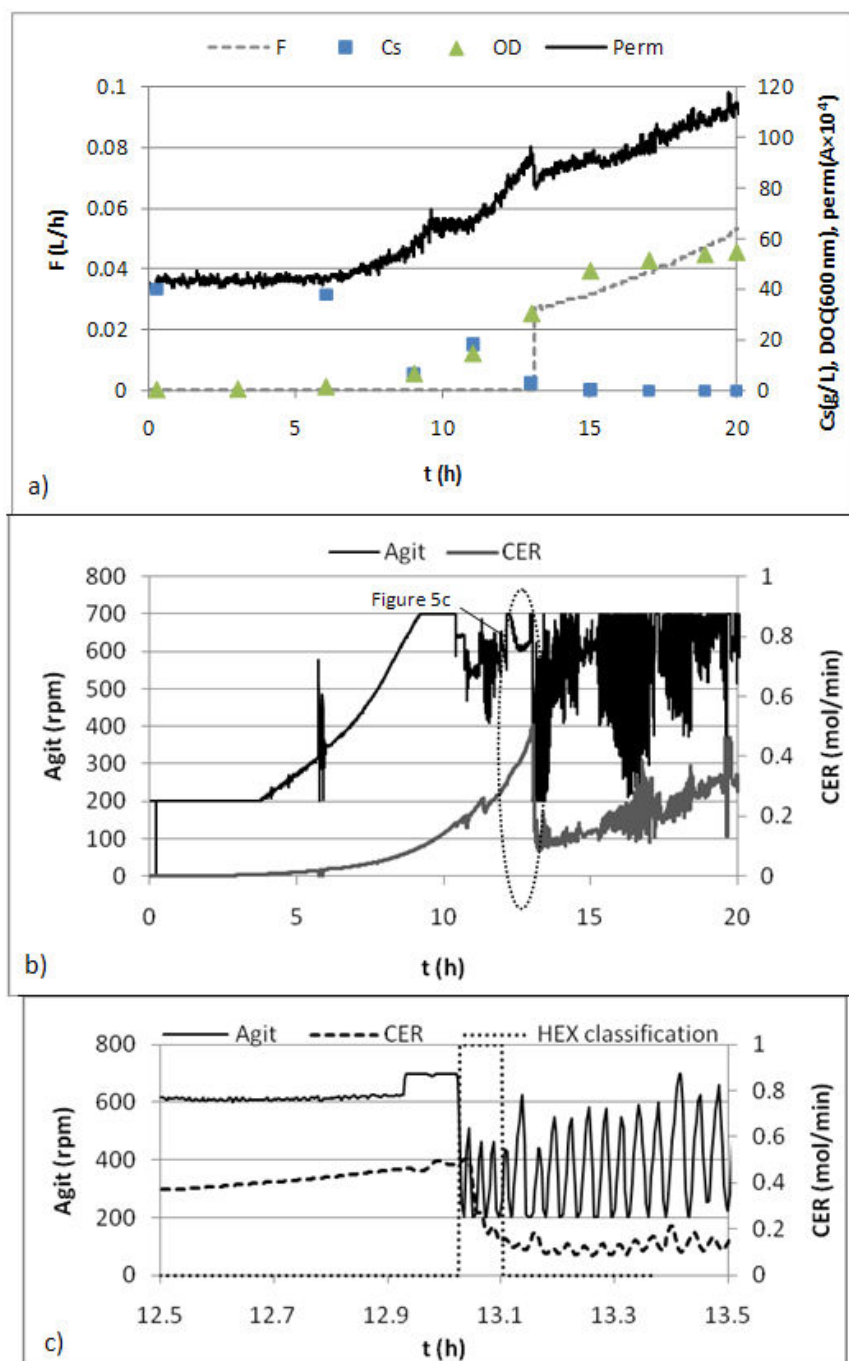 F Cs OD Perm
0.1 120
0.08 100
80
0.06
60
0.04
40
0.02
20
0 0
0 5 10 15 20
F (L/h)
Cs(g/L), DOC(600 nm), perm(A×10⁴)
t (h)
a)
Agit CER
800 1
700
Figure 5c
600 0.8
500
0.6
400
300 0.4
200
0.2
100
0 0
0 5 10 15 20
Agit (rpm)
CER (mol/min)
t (h)
b)
Agit CER HEX classification
800 1
0.8
600
0.6
400
0.4
200
0.2
0 0
12.5 12.7 12.9 13.1 13.3 13.5
Agit (rpm)
CER (mol/min)
t (h)
c)